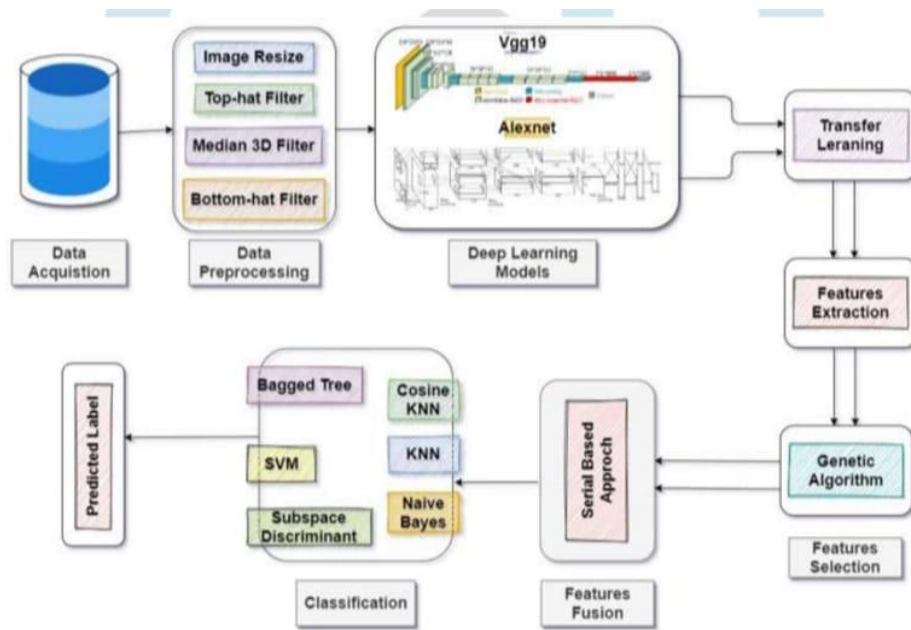 Image Resize
Top-hat Filter
Median 3D Filter
Bottom-hat Filter
Data
Acquistion
Data
Preprocessing
Vgg19
Alexnet
Deep Learning
Models
Transfer
Leraning
Features
Extraction
Genetic
Algorithm
Features
Selection
Serial Based
Approch
Features
Fusion
Bagged Tree
SVM
Subspace
Discriminant
Cosine
KNN
KNN
Naive
Bayes
Classification
Predicted Label